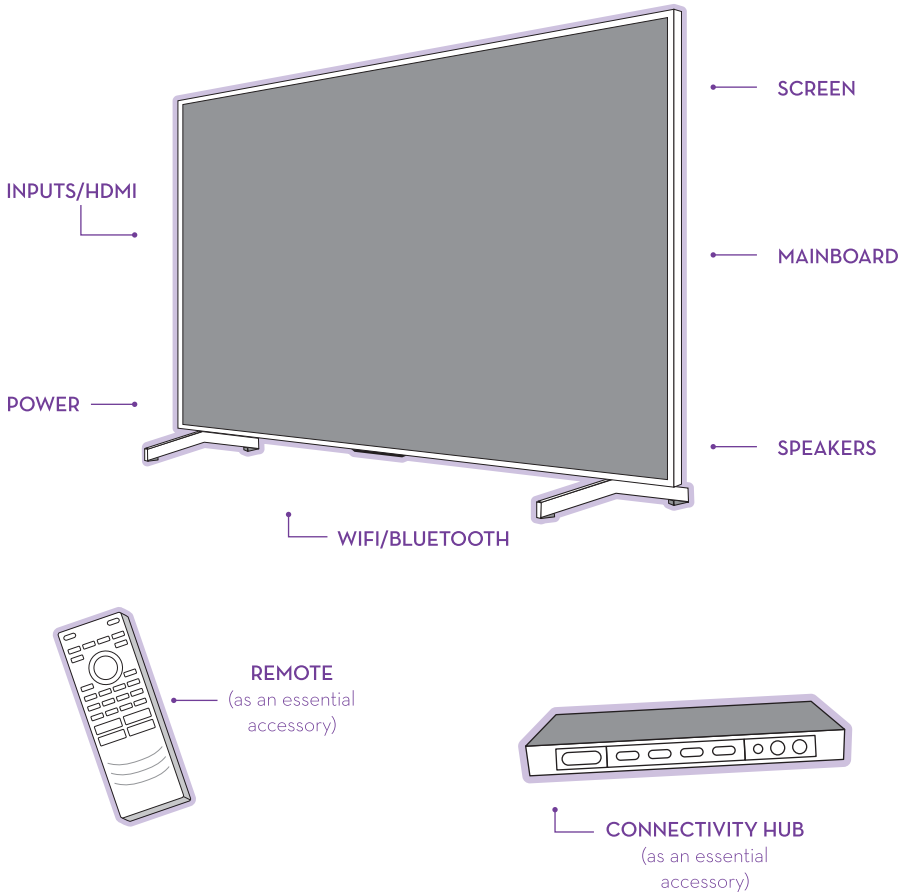 SCREEN
INPUTS/HDMI
MAINBOARD
POWER
SPEAKERS
WIFI/BLUETOOTH
REMOTE
(as an essential
accessory)
CONNECTIVITY HUB
(as an essential
accessory)